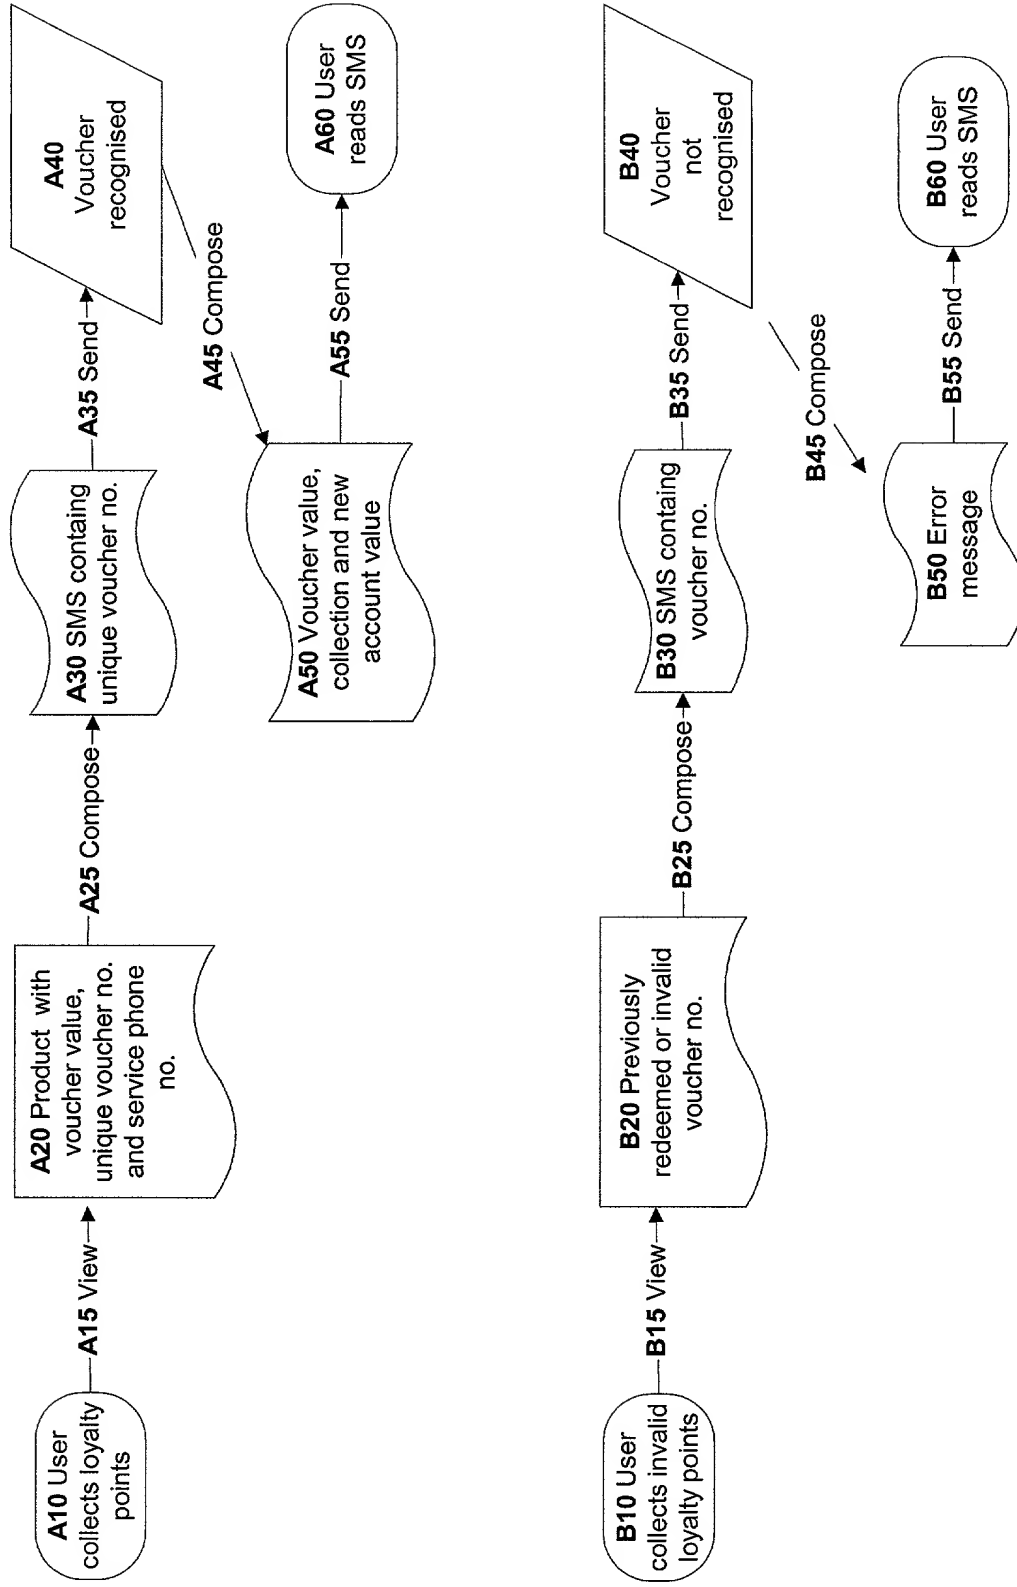 A10 User
collects loyalty
points
A15 View
A20 Product with
voucher value,
unique voucher no.
and service phone
no.
A25 Compose
A30 SMS containg
unique voucher no.
A35 Send
A40
Voucher
recognised
A45 Compose
A50 Voucher value,
collection and new
account value
A55 Send
A60 User
reads SMS
B10 User
collects invalid
loyalty points
B15 View
B20 Previously
redeemed or invalid
voucher no.
B25 Compose
B30 SMS containg
voucher no.
B35 Send
B40
Voucher
not
recognised
B45 Compose
B50 Error
message
B55 Send
B60 User
reads SMS